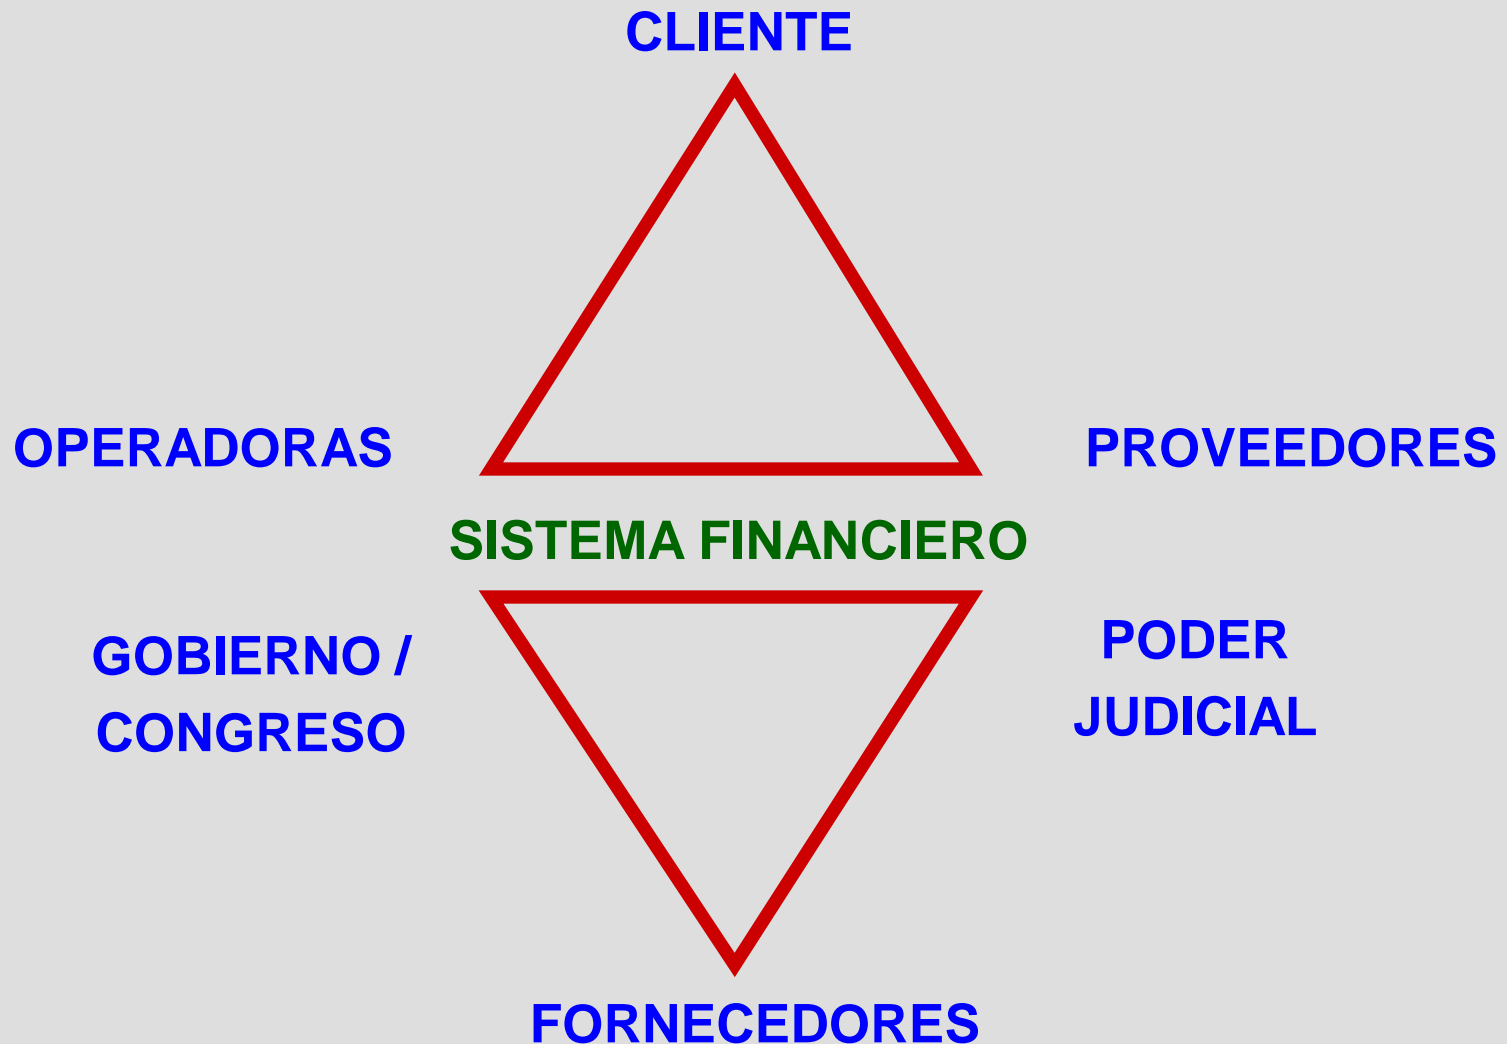 CLIENTE
OPERADORAS
PROVEEDORES
SISTEMA FINANCIERO
GOBIERNO /
CONGRESO
PODER
JUDICIAL
FORNECEDORES